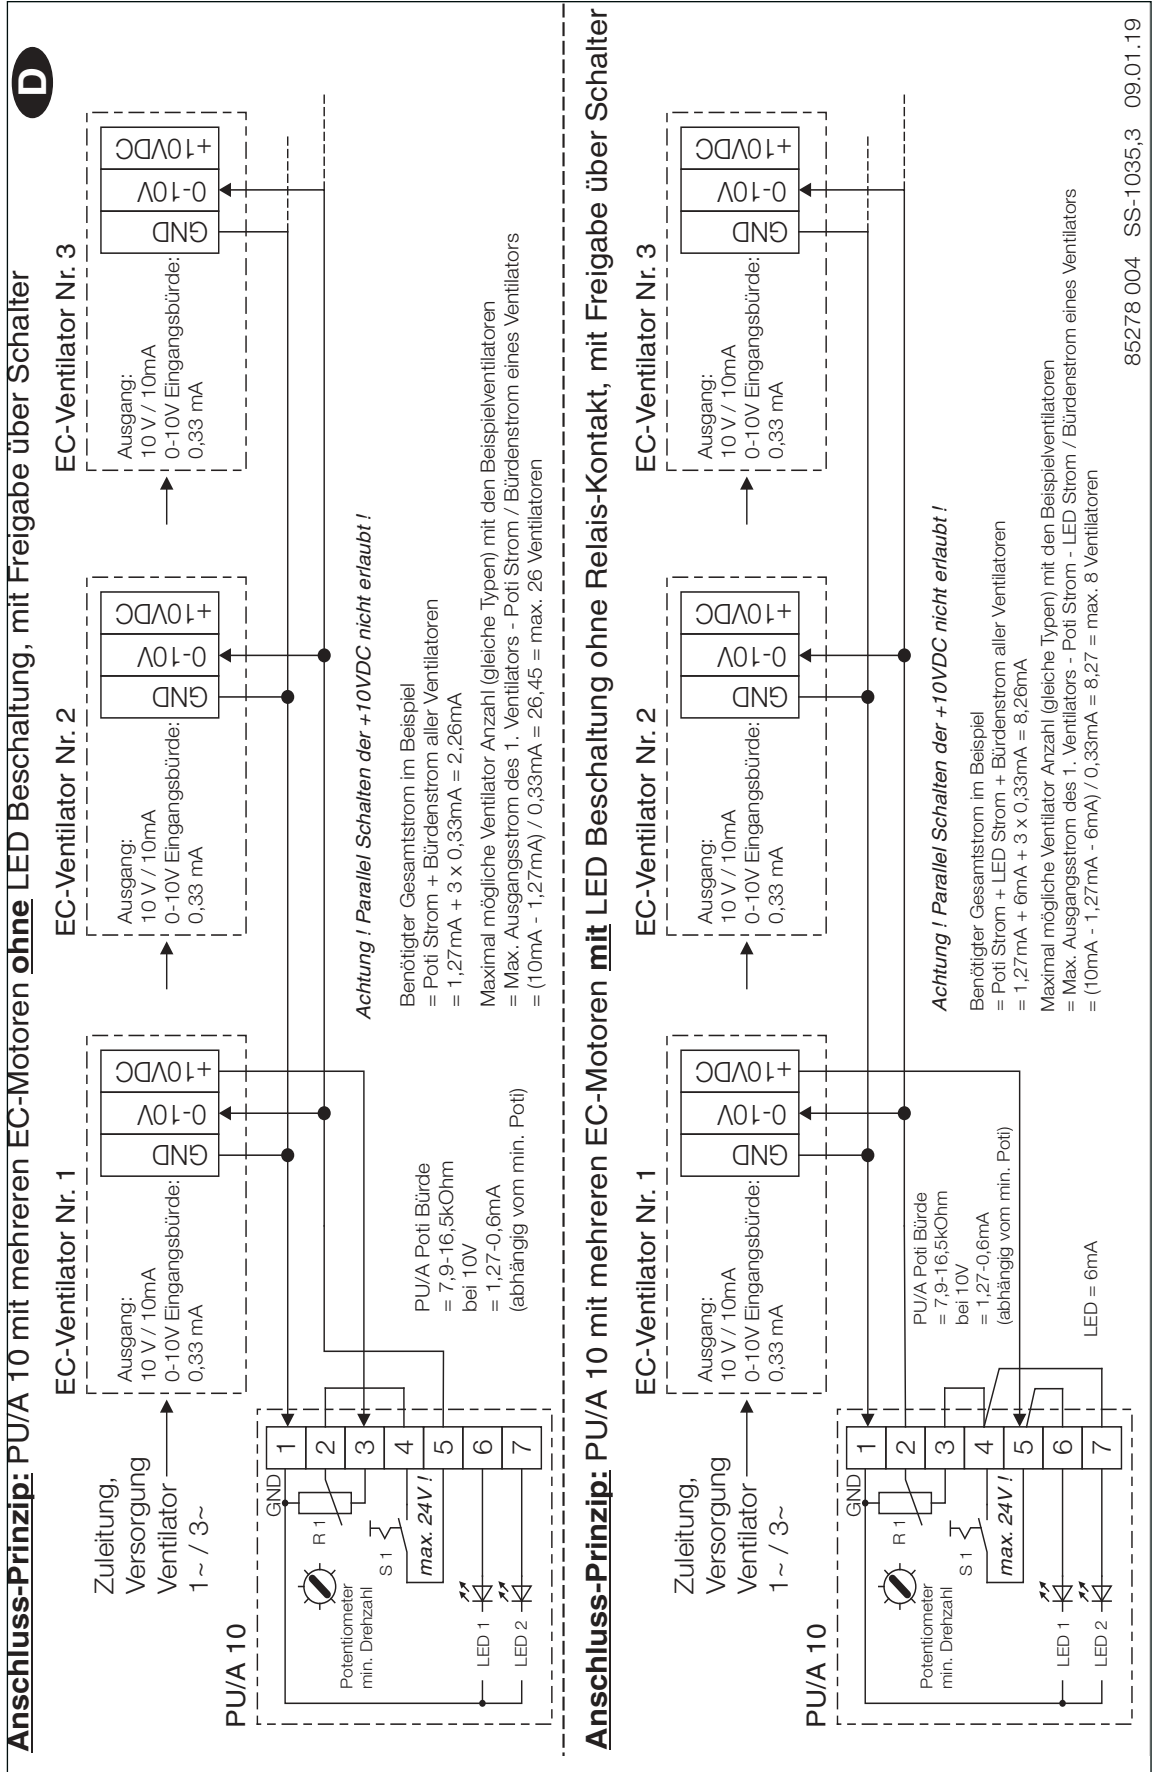 Anschluss-Prinzip: PU/A 10 mit mehreren EC-Motoren ohne LED Beschaltung, mit Freigabe über Schalter
D
EC-Ventilator Nr. 1
EC-Ventilator Nr. 2
EC-Ventilator Nr. 3
Zuleitung,
Versorgung
Ventilator
1~ / 3~
Ausgang:
10 V / 10mA
0-10V Eingangsbürde:
0,33 mA
GND
0-10V
+10VDC
Ausgang:
10 V / 10mA
0-10V Eingangsbürde:
0,33 mA
GND
0-10V
+10VDC
Ausgang:
10 V / 10mA
0-10V Eingangsbürde:
0,33 mA
GND
0-10V
+10VDC
PU/A 10
GND
1
2
3
4
5
6
7
R 1
Potentiometer
min. Drehzahl
S 1
max. 24V !
LED 1
LED 2
PU/A Poti Bürde
= 7,9-16,5kOhm
bei 10V
= 1,27-0,6mA
(abhängig vom min. Poti)
Achtung ! Parallel Schalten der +10VDC nicht erlaubt !
Benötigter Gesamtstrom im Beispiel
= Poti Strom + Bürdenstrom aller Ventilatoren
= 1,27mA + 3 x 0,33mA = 2,26mA
Maximal mögliche Ventilator Anzahl (gleiche Typen) mit den Beispielventilatoren
= Max. Ausgangsstrom des 1. Ventilators - Poti Strom / Bürdenstrom eines Ventilators
= (10mA - 1,27mA) / 0,33mA = 26,45 = max. 26 Ventilatoren
Anschluss-Prinzip: PU/A 10 mit mehreren EC-Motoren mit LED Beschaltung ohne Relais-Kontakt, mit Freigabe über Schalter
EC-Ventilator Nr. 1
EC-Ventilator Nr. 2
EC-Ventilator Nr. 3
Zuleitung,
Versorgung
Ventilator
1~ / 3~
Ausgang:
10 V / 10mA
0-10V Eingangsbürde:
0,33 mA
GND
0-10V
+10VDC
Ausgang:
10 V / 10mA
0-10V Eingangsbürde:
0,33 mA
GND
0-10V
+10VDC
Ausgang:
10 V / 10mA
0-10V Eingangsbürde:
0,33 mA
GND
0-10V
+10VDC
PU/A 10
GND
1
2
3
4
5
6
7
R 1
Potentiometer
min. Drehzahl
S 1
max. 24V !
LED 1
LED 2
PU/A Poti Bürde
= 7,9-16,5kOhm
bei 10V
= 1,27-0,6mA
(abhängig vom min. Poti)
LED = 6mA
Achtung ! Parallel Schalten der +10VDC nicht erlaubt !
Benötigter Gesamtstrom im Beispiel
= Poti Strom + LED Strom + Bürdenstrom aller Ventilatoren
= 1,27mA + 6mA + 3 x 0,33mA = 8,26mA
Maximal mögliche Ventilator Anzahl (gleiche Typen) mit den Beispielventilatoren
= Max. Ausgangsstrom des 1. Ventilators - Poti Strom - LED Strom / Bürdenstrom eines Ventilators
= (10mA - 1,27mA - 6mA) / 0,33mA = 8,27 = max. 8 Ventilatoren
85278 004 SS-1035,3 09.01.19